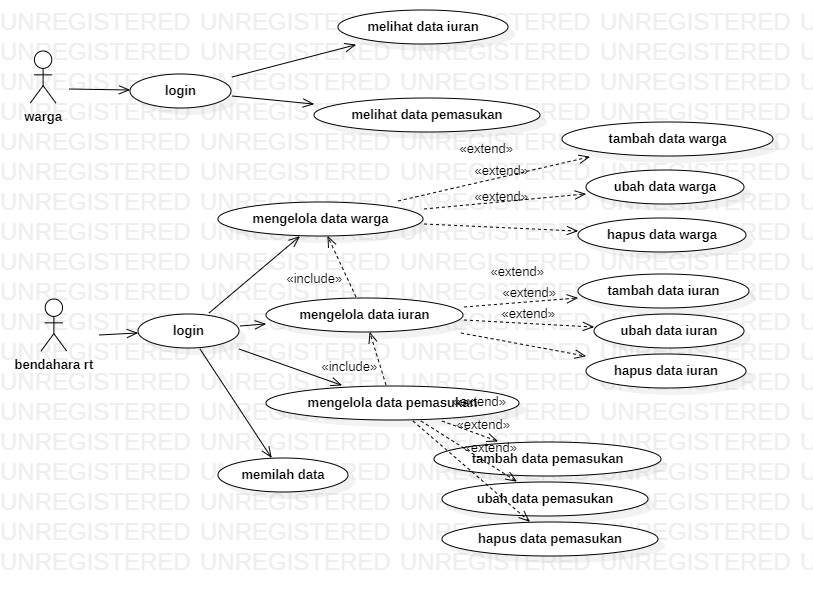 melihat data iuran
login
warga
melihat data pemasukan
tambah data warga
«extend»
«extend»
ubah data warga
«extend»
mengelola data warga
hapus data warga
«extend»
«include»
tambah data iuran
«extend»
bendahara rt
login
mengelola data iuran
«extend»
ubah data iuran
«include»
hapus data iuran
mengelola data pemasukan
«extend»
«extend»
«extend»
tambah data pemasukan
memilah data
ubah data pemasukan
hapus data pemasukan
UNREGISTERED UNREGISTERED UNREGISTERED UNREGISTERED